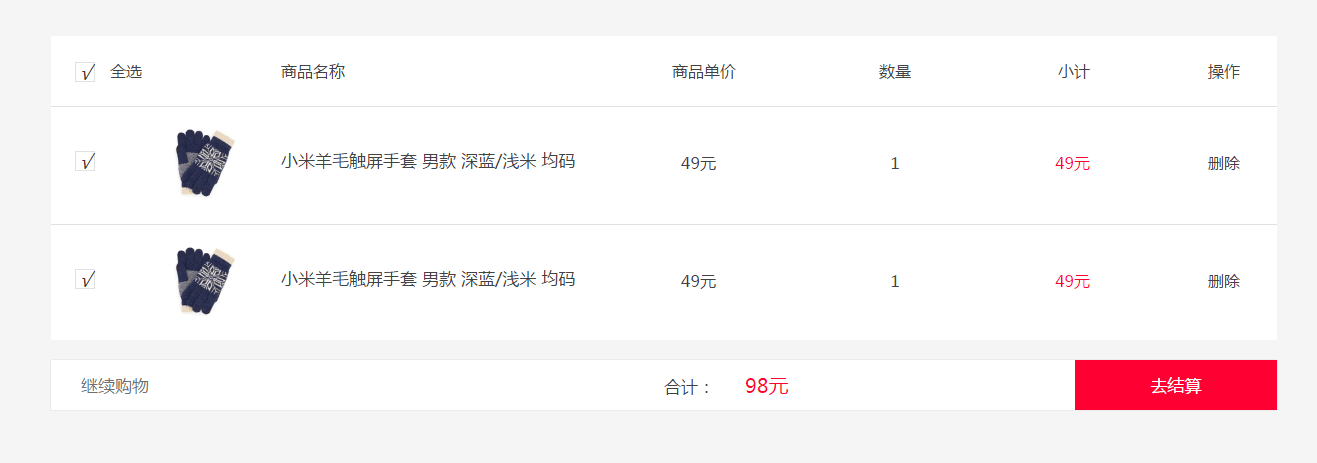 √ 全选 商品名称 商品单价 数量 小计 操作
√ 小米羊毛触屏手套 男款 深蓝/浅米 均码 49元 1 49元 删除
√ 小米羊毛触屏手套 男款 深蓝/浅米 均码 49元 1 49元 删除
继续购物 合计： 98元 去结算